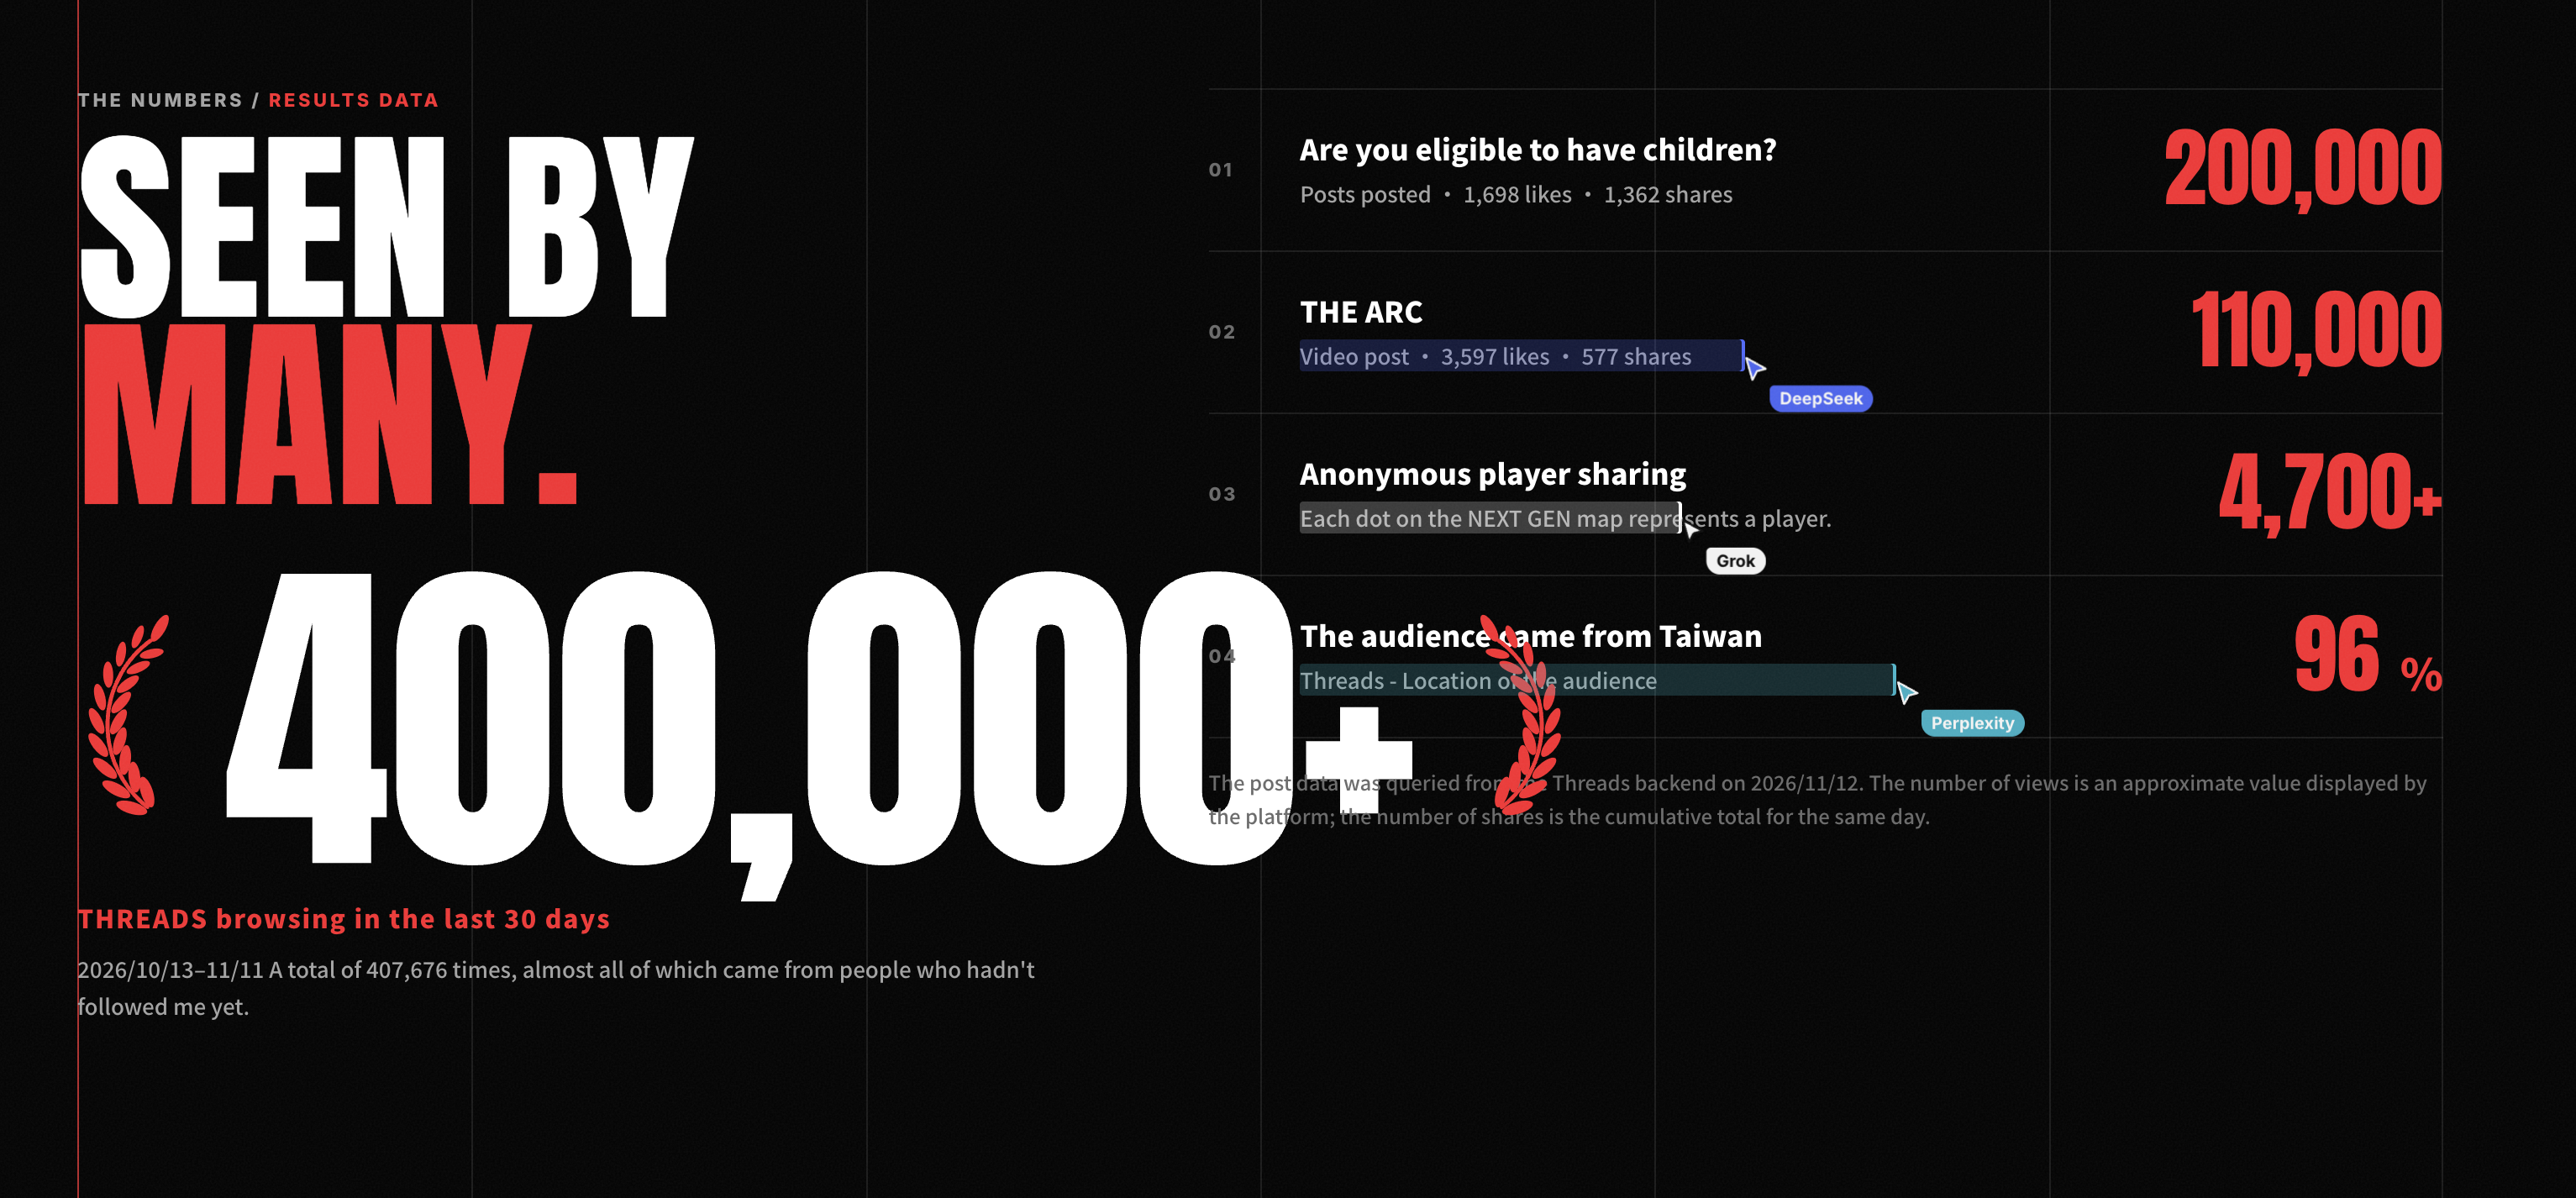 THE NUMBERS / RESULTS DATA
SEEN BY
MANY.
400,000+
THREADS browsing in the last 30 days
2026/10/13–11/11 A total of 407,676 times, almost all of which came from people who hadn't
followed me yet.
01
Are you eligible to have children?
Posts posted • 1,698 likes • 1,362 shares
200,000
02
THE ARC
Video post • 3,597 likes • 577 shares
110,000
DeepSeek
03
Anonymous player sharing
Each dot on the NEXT GEN map represents a player.
4,700+
Grok
04
The audience came from Taiwan
Threads - Location of the audience
96 %
Perplexity
The post data was queried from the Threads backend on 2026/11/12. The number of views is an approximate value displayed by
the platform; the number of shares is the cumulative total for the same day.